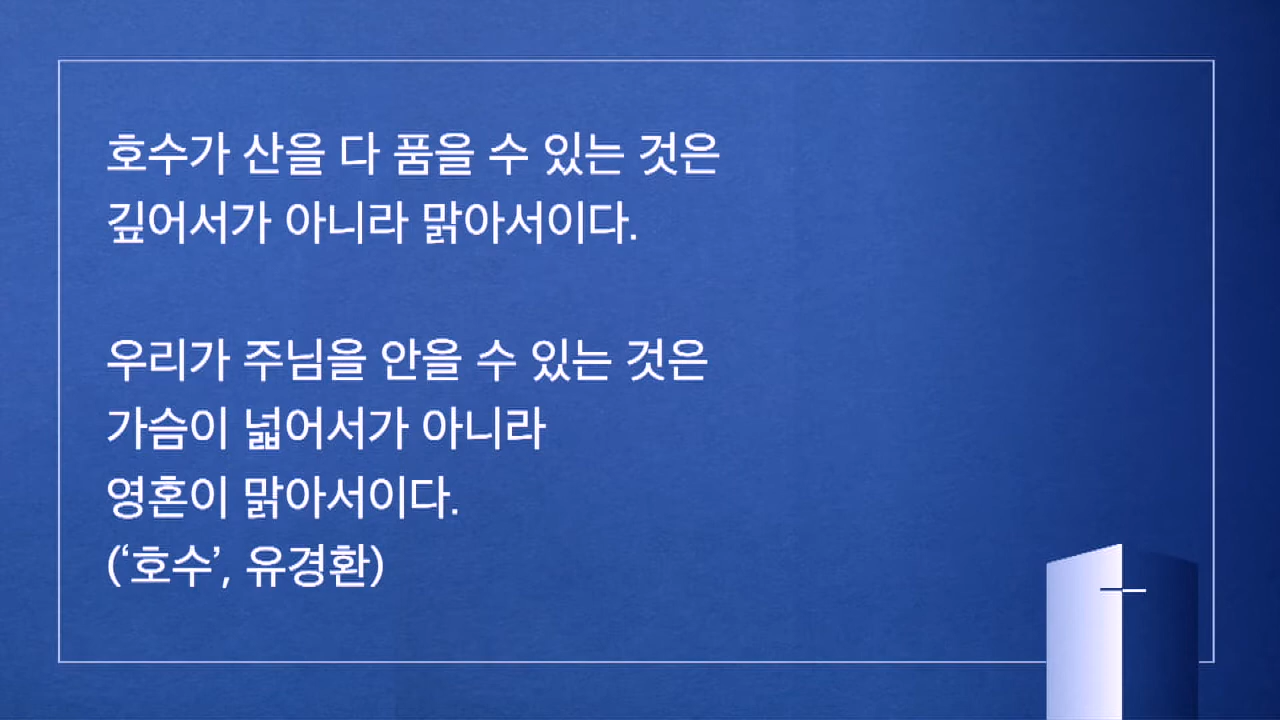 호수가 산을 다 품을 수 있는 것은
깊어서가 아니라 맑아서이다.
우리가 주님을 안을 수 있는 것은
가슴이 넓어서가 아니라
영혼이 맑아서이다.
(‘호수’, 유경환)